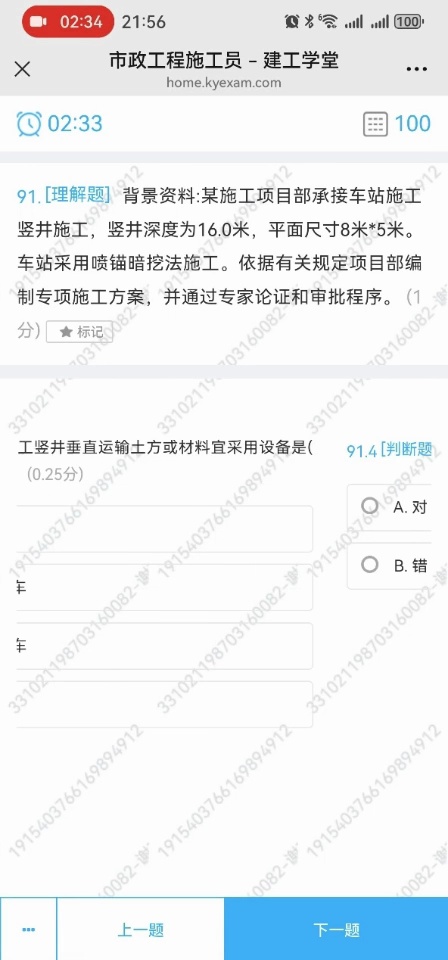 02:34
21:56
100
市政工程施工员 - 建工学堂
home.kyexam.com
02:33
100
91.[理解题] 背景资料:某施工项目部承接车站施工
竖井施工，竖井深度为16.0米，平面尺寸8米*5米。
车站采用喷锚暗挖法施工。依据有关规定项目部编
制专项施工方案，并通过专家论证和审批程序。(1
分) ★ 标记
工竖井垂直运输土方或材料宜采用设备是(
(0.25分)
车
车
91.4 [判断题
A. 对
B. 错
上一题
下一题
331021198703160082
1915403766169894912